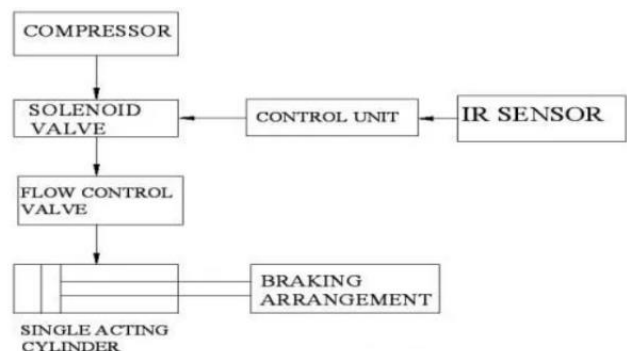 COMPRESSOR
SOLENOID
VALVE
CONTROL UNIT
IR SENSOR
FLOW CONTROL
VALVE
BRAKING
ARRANGEMENT
SINGLE ACTING
CYLINDER